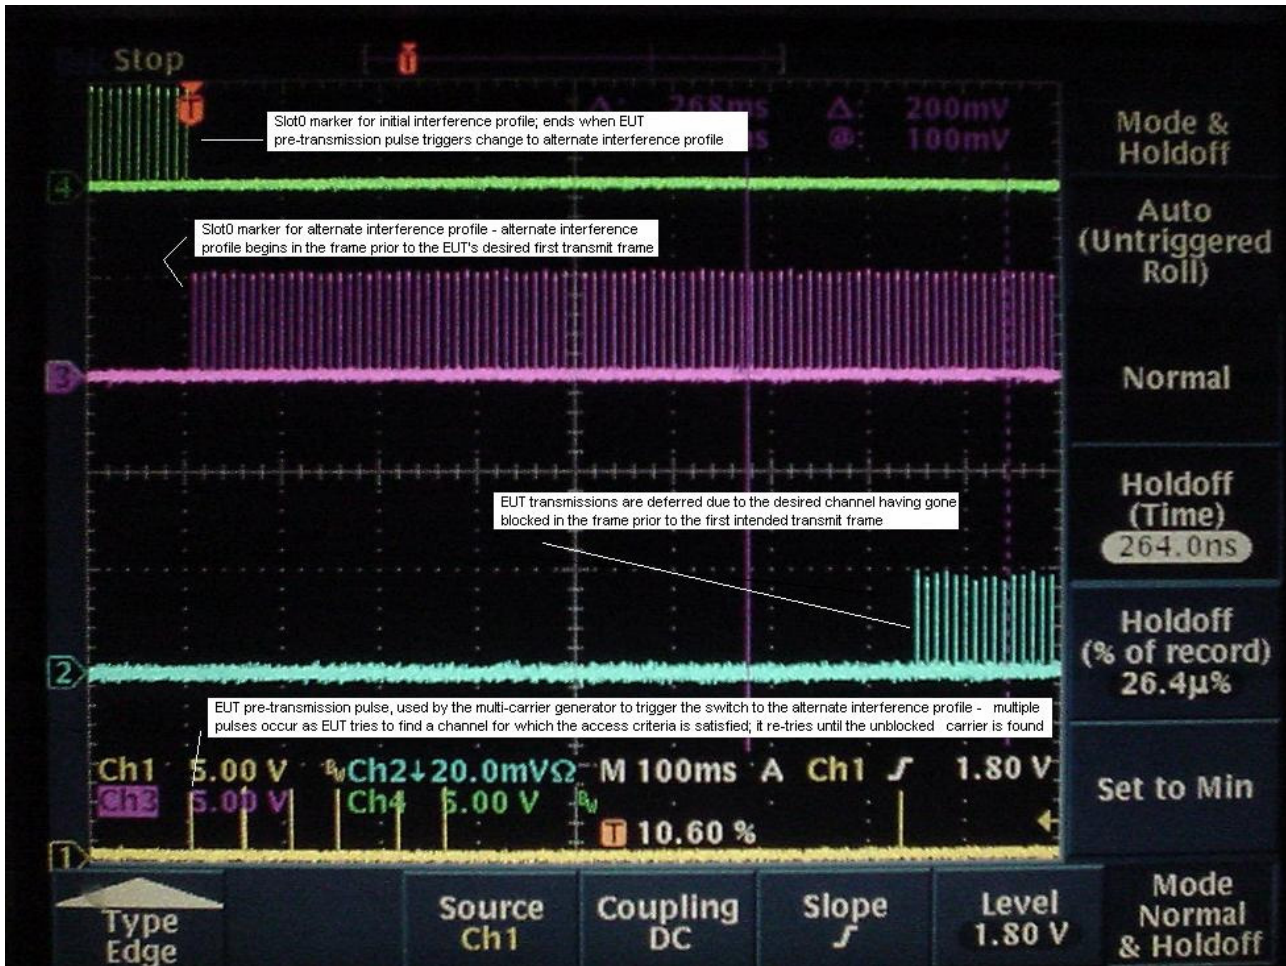 Stop
T
Δ: 268ms Δ: 200mV
ms @: 100mV
Mode &
Holdoff
T
Slot0 marker for initial interference profile; ends when EUT
pre-transmission pulse triggers change to alternate interference profile
4
Auto
(Untriggered
Roll)
Slot0 marker for alternate interference profile - alternate interference
profile begins in the frame prior to the EUT's desired first transmit frame
3
Normal
EUT transmissions are deferred due to the desired channel having gone
blocked in the frame prior to the first intended transmit frame
Holdoff
(Time)
264.0ns
2
Holdoff
(% of record)
26.4µ%
EUT pre-transmission pulse, used by the multi-carrier generator to trigger the switch to the alternate interference profile - multiple
pulses occur as EUT tries to find a channel for which the access criteria is satisfied; it re-tries until the unblocked carrier is found
Ch1 5.00 V BwCh2↓20.0mVΩ M 100ms A Ch1 ʃ 1.80 V
Ch3 5.00 V Ch4 5.00 V Bw
T 10.60 %
Set to Min
1
Type
Edge
Source
Ch1
Coupling
DC
Slope
ʃ
Level
1.80 V
Mode
Normal
& Holdoff